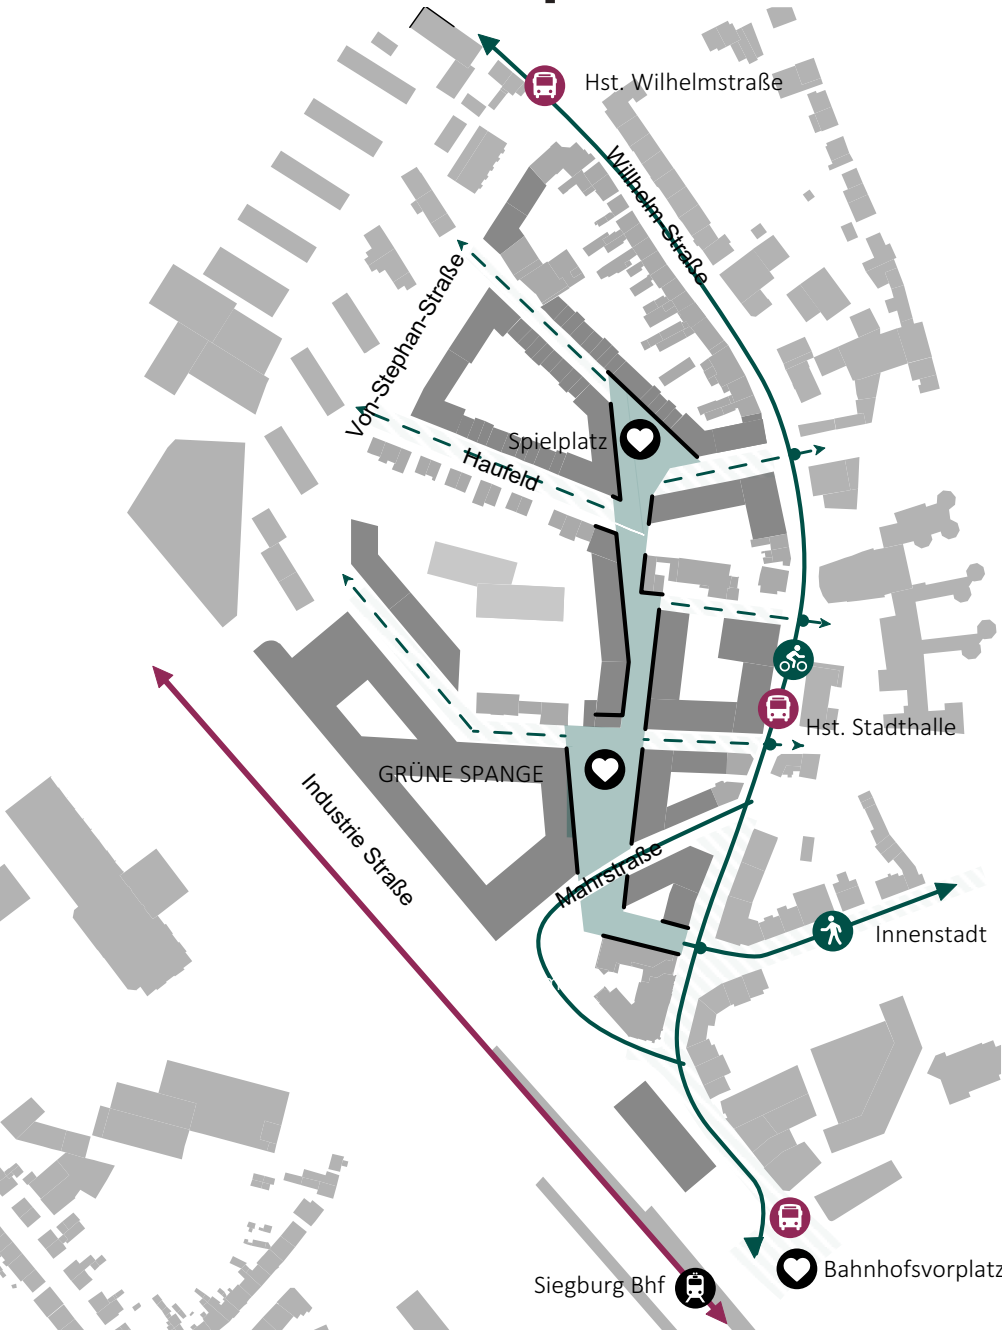 Hst. Wilhelmstraße
Willhelm Straße
Von-Stephan-Straße
Spielplatz
Haufeld
Hst. Stadthalle
GRÜNE SPANGE
Industrie Straße
Mahrstraße
Innenstadt
Bahnhofsvorplatz
Siegburg Bhf